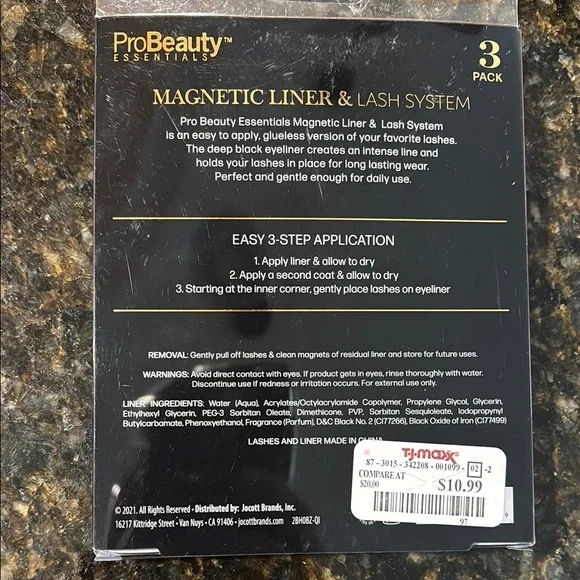 ProBeauty™
ESSENTIALS
3
PACK
MAGNETIC LINER & LASH SYSTEM
Pro Beauty Essentials Magnetic Liner & Lash System
is an easy to apply, glueless version of your favorite lashes.
The deep black eyeliner creates an intense line and
holds your lashes in place for long lasting wear.
Perfect and gentle enough for daily use.
EASY 3-STEP APPLICATION
1. Apply liner & allow to dry
2. Apply a second coat & allow to dry
3. Starting at the inner corner, gently place lashes on eyeliner
REMOVAL: Gently pull off lashes & clean magnets of residual liner and store for future uses.
WARNINGS: Avoid direct contact with eyes. If product gets in eyes, rinse thoroughly with warm.
Discontinue use if redness or irritation occurs. For external use only.
LINER INGREDIENTS: Water (Aqua), Acrylates/Octylacrylate Copolymer, Propylene Glycol, Glycerin,
Ethylhexyl Glycerin, PEG-3 Sorbitan Oleate, Dimethicone, PVP, Sorbitan Sesquioleate, Iodopropynyl
Butylcarbamate, Phenoxyethanol, Fragrance (Parfum), D&C Black No. 2 (CI77266), Black Oxide of Iron (CI77499)
LASHES AND LINER MADE IN CHINA
T.J.maxx
87-3015-342208-001099-02-2
COMPARE AT
$20.00
$10.99
97
9
© 2021. All Rights Reserved • Distributed by: Jocott Brands, Inc.
16217 Kittridge Street • Van Nuys • CA 91406 • jocottbrands.com 2BH0BZ-QI